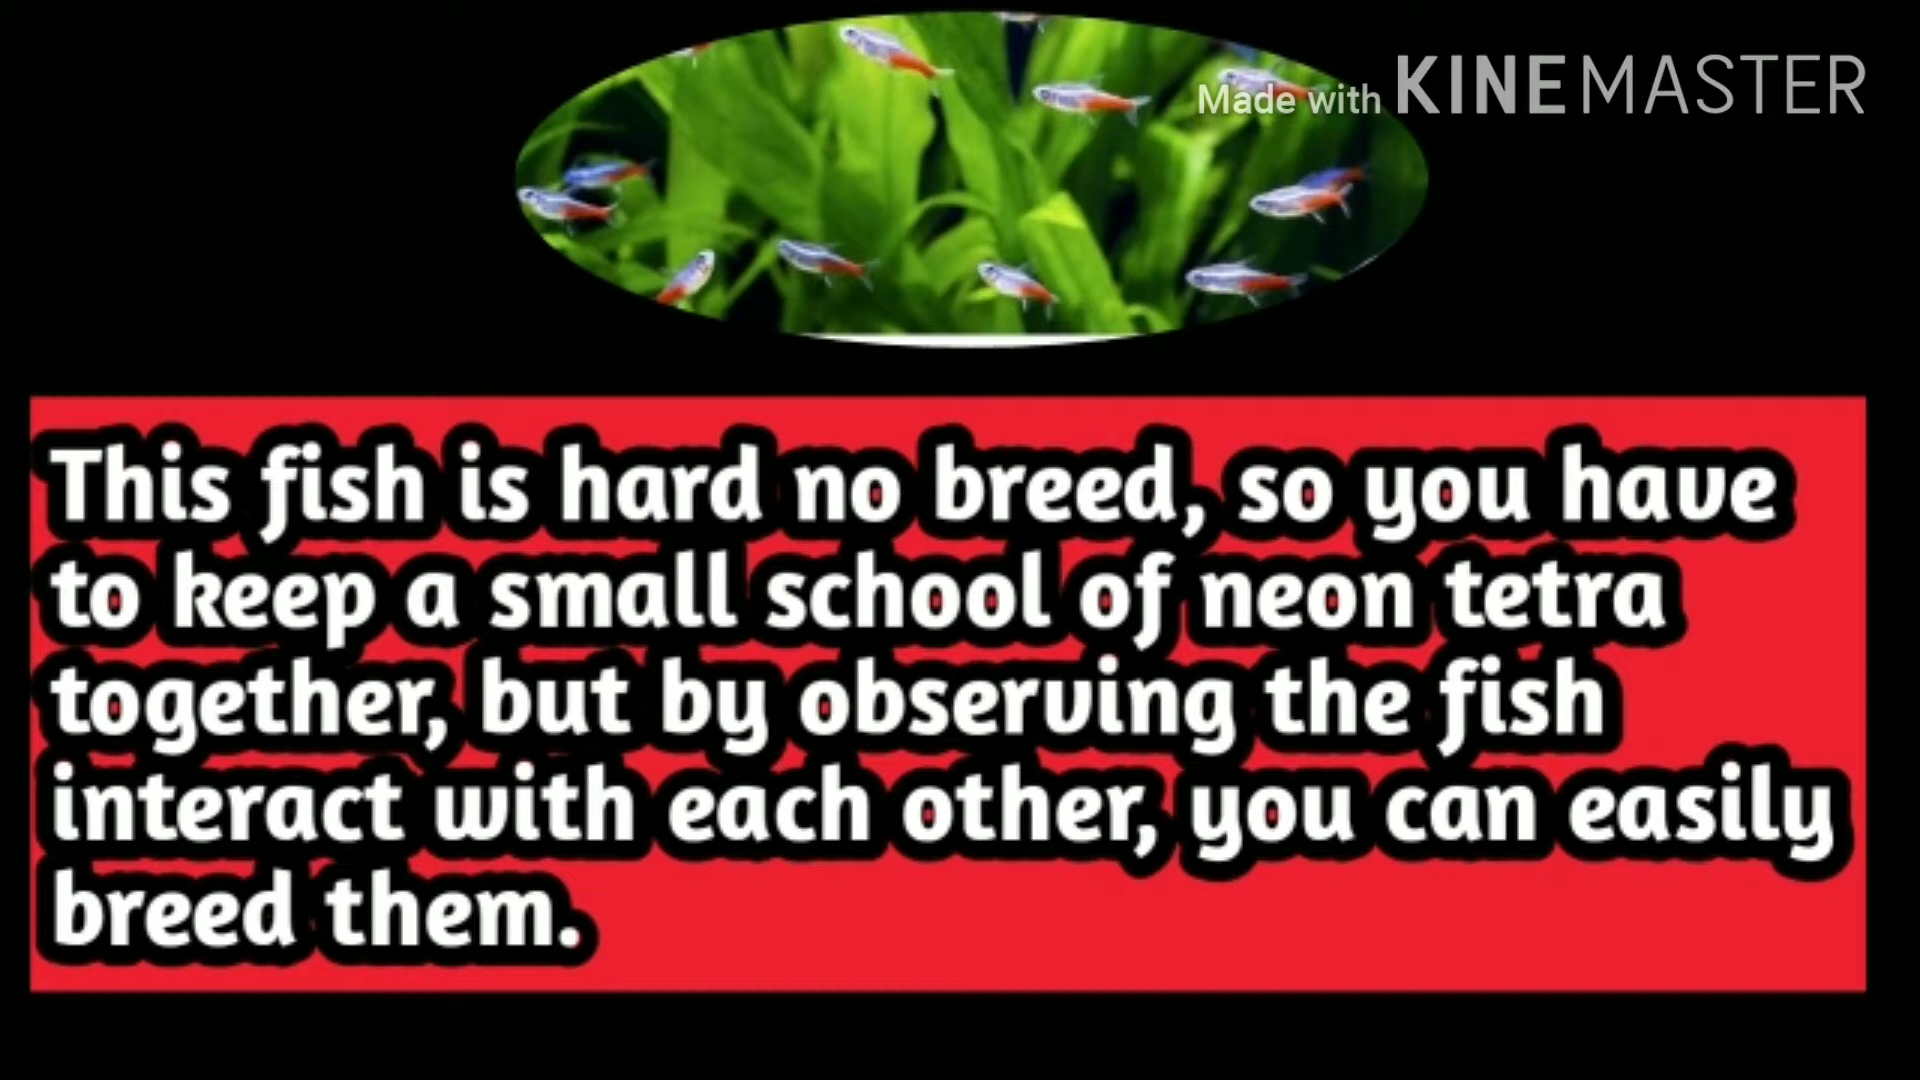 Made with KINEMASTER
This fish is hard no breed, so you have
to keep a small school of neon tetra
together, but by observing the fish
interact with each other, you can easily
breed them.